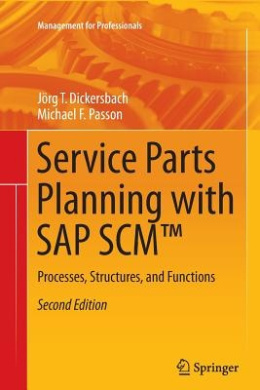 Management for Professionals
Jörg T. Dickersbach
Michael F. Passon
Service Parts
Planning with
SAP SCM™
Processes, Structures, and Functions
Second Edition
Springer